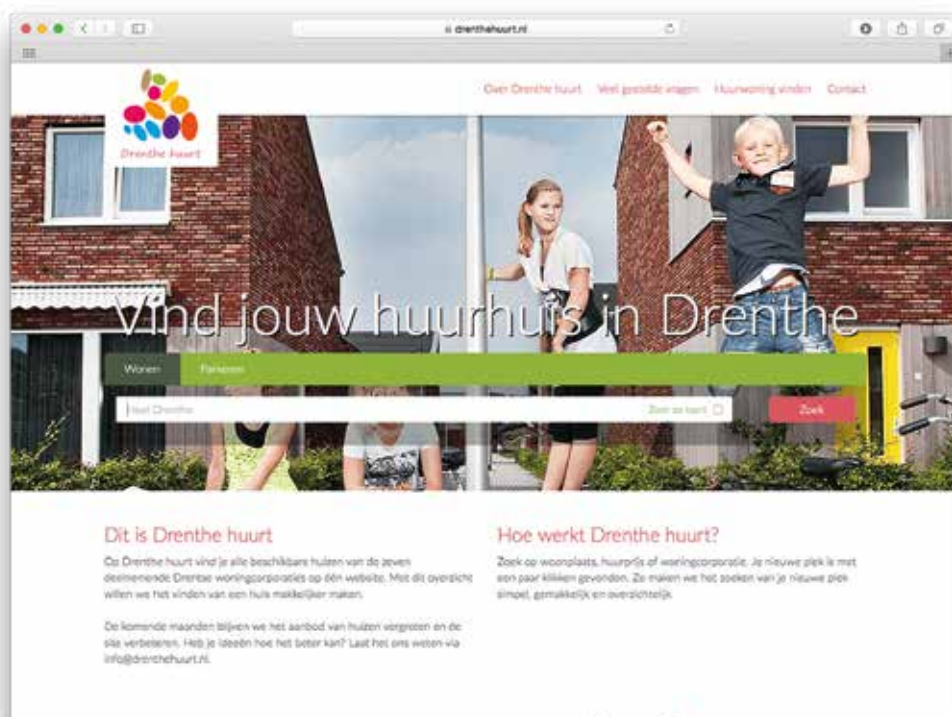 drenthehuurt.nl
Drenthe huurt
Over Drenthe huurt Veel gestelde vragen Huurwoning vinden Contact
Vind jouw huurhuis in Drenthe
Wonen Parkeren
Heel Drenthe Zoek op kaart Zoek
Dit is Drenthe huurt
Op Drenthe huurt vind je alle beschikbare huizen van de zeven
deelnemende Drentse woningcorporaties op één website. Met dit overzicht
willen we het vinden van een huis makkelijker maken.
De komende maanden blijven we het aanbod van huizen vergroten en de
site verbeteren. Heb je ideeën hoe het beter kan? Laat het ons weten via
info@drenthehuurt.nl.
Hoe werkt Drenthe huurt?
Zoek op woonplaats, huurprijs of woningcorporatie. Je nieuwe plek is met
een paar klikken gevonden. Zo maken we het zoeken van je nieuwe plek
simpel, gemakkelijk en overzichtelijk.